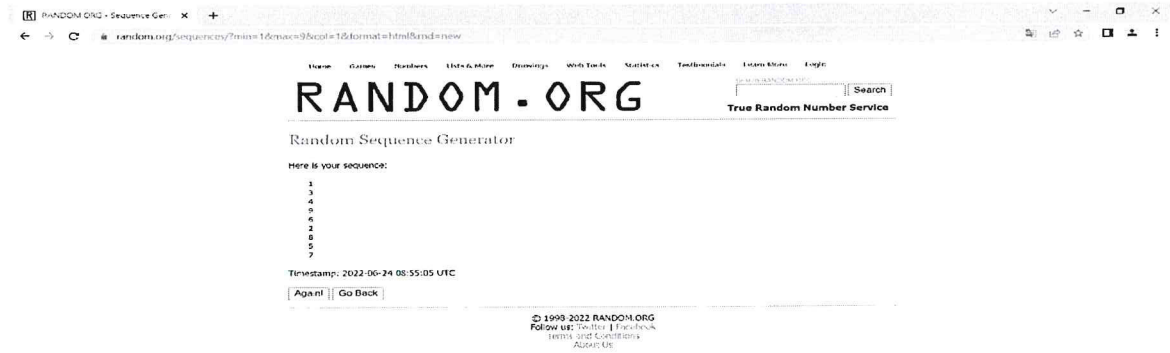 RANDOM.ORG - Sequence Gen
random.org/sequences/?min=1&max=9&col=1&format=html&rnd=new
Home Games Numbers Lists & More Drawings Web Tools Statistics Testimonials Learn More Login
Search RANDOM.ORG
Search
RANDOM.ORG
True Random Number Service
Random Sequence Generator
Here is your sequence:
1
3
4
9
6
2
8
5
7
Timestamp: 2022-06-24 08:55:05 UTC
Again! Go Back
© 1998-2022 RANDOM.ORG
Follow us: Twitter | Facebook
Terms and Conditions
About Us